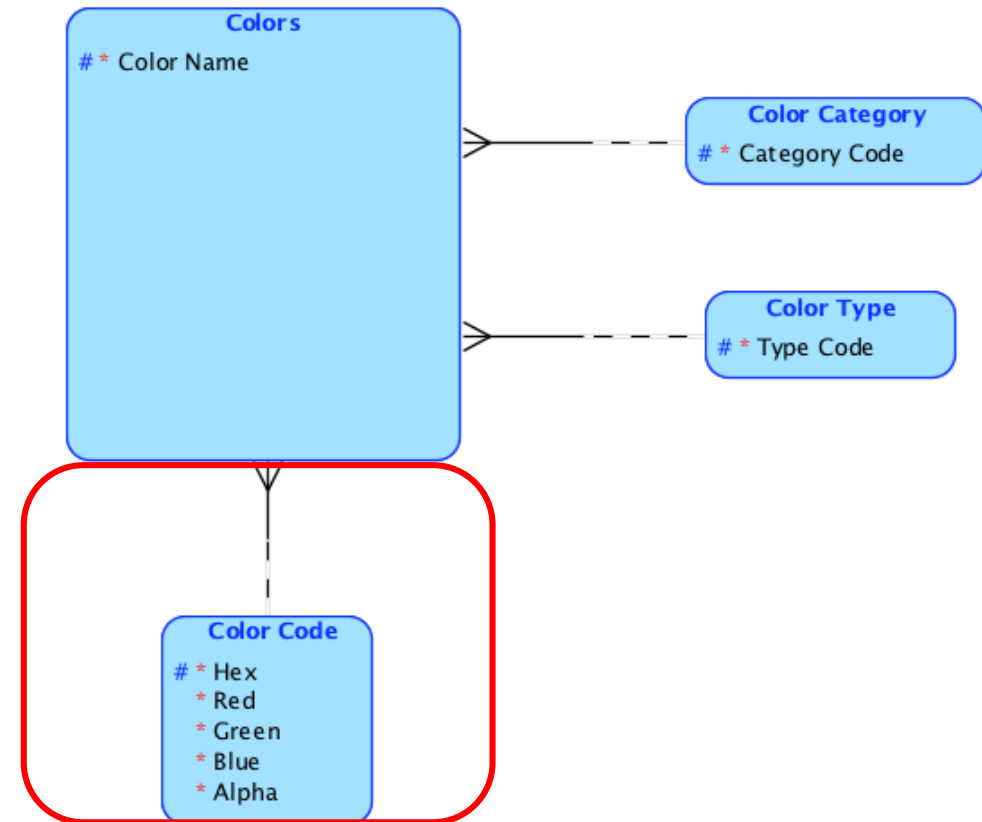 Colors
# * Color Name
Color Category
# * Category Code
Color Type
# * Type Code
Color Code
# * Hex
* Red
* Green
* Blue
* Alpha